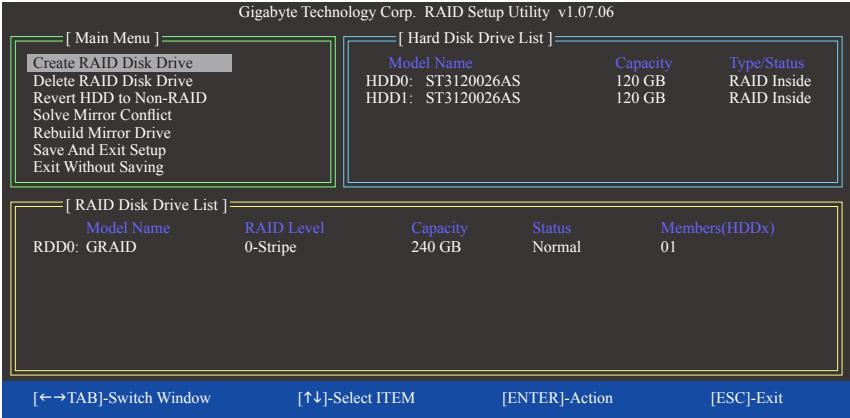 Gigabyte Technology Corp. RAID Setup Utility v1.07.06
[ Main Menu ]
Create RAID Disk Drive
Delete RAID Disk Drive
Revert HDD to Non-RAID
Solve Mirror Conflict
Rebuild Mirror Drive
Save And Exit Setup
Exit Without Saving
[ Hard Disk Drive List ]
Model Name Capacity Type/Status
HDD0: ST3120026AS 120 GB RAID Inside
HDD1: ST3120026AS 120 GB RAID Inside
[ RAID Disk Drive List ]
Model Name RAID Level Capacity Status Members(HDDx)
RDD0: GRAID 0-Stripe 240 GB Normal 01
[←→TAB]-Switch Window [↑↓]-Select ITEM [ENTER]-Action [ESC]-Exit